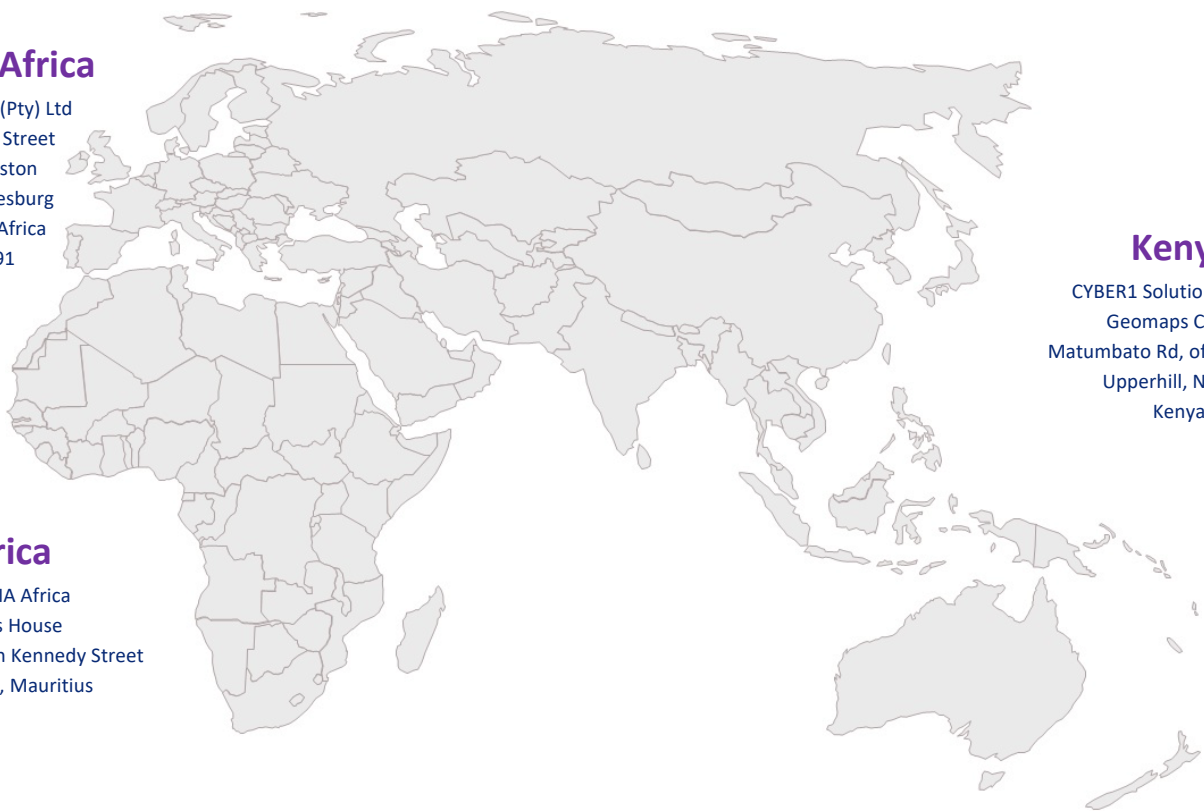 Africa
(Pty) Ltd
Street
ston
esburg
Africa
91
Keny
CYBER1 Solutio
Geomaps C
Matumbato Rd, of
Upperhill, N
Kenya
rica
IA Africa
s House
n Kennedy Street
, Mauritius